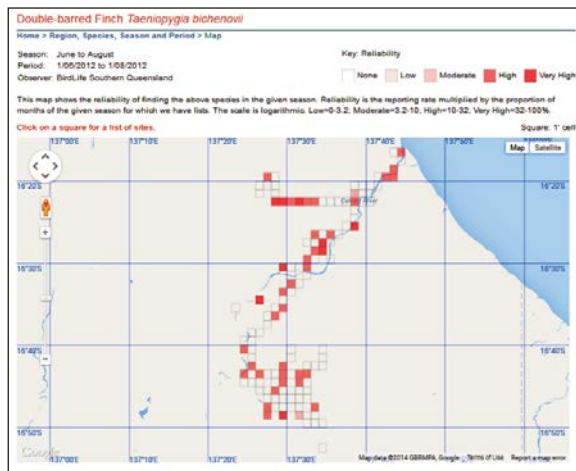 Double-barred Finch Taeniopygia bichenovii
Home > Region, Species, Season and Period > Map
Season: June to August
Period: 1/06/2012 to 1/08/2012
Observer: BirdLife Southern Queensland
Key: Reliability
None Low Moderate High Very High
This map shows the reliability of finding the above species in the given season. Reliability is the reporting rate multiplied by the proportion of
months of the given season for which we have lists. The scale is logarithmic. Low=0-3.2; Moderate=3.2-10; High=10-32; Very High=32-100%.
Click on a square for a list of sites. Square: 1' cell
137°00'E 137°10'E 137°20'E 137°30'E 137°40'E 137°50'E
Map Satellite
16°20'S 16°20'S
16°30'S 16°30'S
16°40'S 16°40'S
16°50'S 16°50'S
137°00'E 137°10'E 137°20'E 137°30'E 137°40'E 137°50'E
Google
Map data ©2014 GBRMPA, Google Terms of Use Report a map error